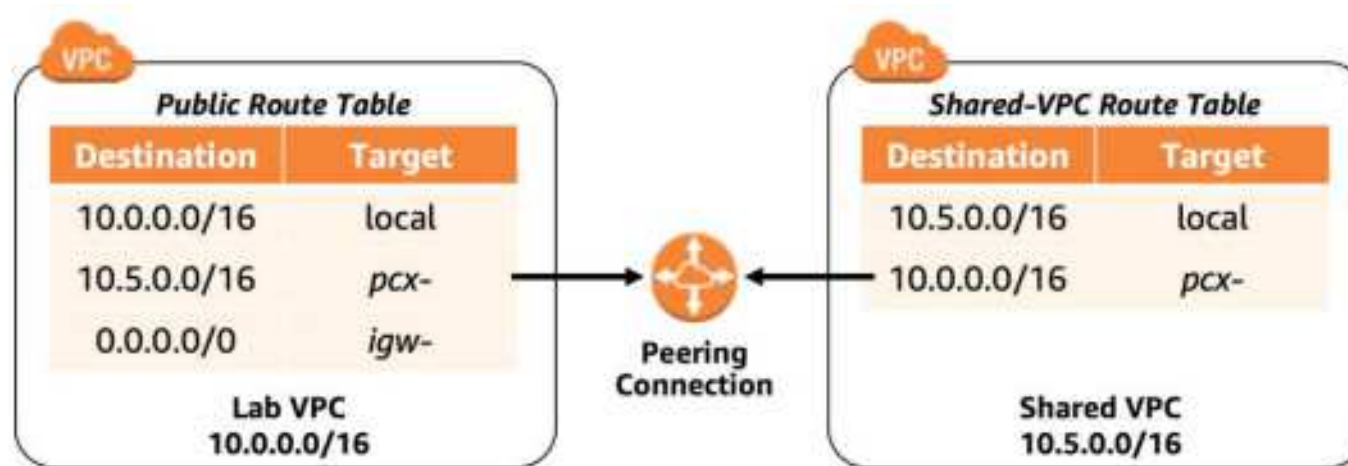 VPC
Public Route Table
Destination Target
10.0.0.0/16 local
10.5.0.0/16 pcx-
0.0.0.0/0 igw-
Lab VPC
10.0.0.0/16
Peering
Connection
VPC
Shared-VPC Route Table
Destination Target
10.5.0.0/16 local
10.0.0.0/16 pcx-
Shared VPC
10.5.0.0/16